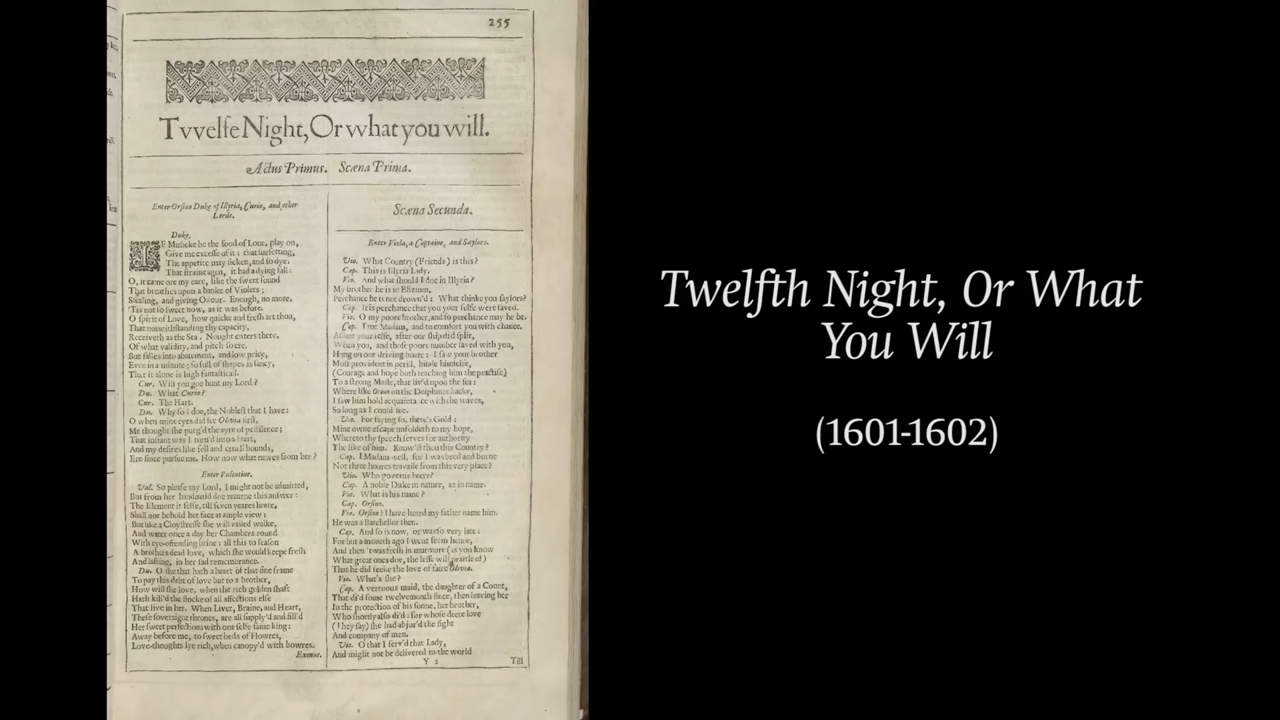 255
Twelfe Night, Or what you will.
Actus Primus. Scæna Prima.
Enter Orsino Duke of Illyria, Curio, and other
Lords.
Duke.
IF Musicke be the food of Loue, play on,
Giue me excesse of it: that surfetting,
The appetite may sicken, and so dye.
That straine agen, it had a dying fall:
O, it came ore my eare, like the sweet sound
That breathes vpon a banke of Violets;
Stealing, and giuing Odour. Enough, no more,
'Tis not so sweet now, as it was before.
O spirit of Loue, how quicke and fresh art thou,
That notwithstanding thy capacity,
Receiueth as the Sea. Nought enters there,
Of what validity, and pitch so ere,
But falles into abatement, and low price,
Euen in a minute; so full of shapes is fancy,
That it alone is high fantasticall.
Cur. Will you goe hunt my Lord?
Du. What Curio?
Cur. The Hart.
Du. Why so I doe, the Noblest that I haue:
O when mine eyes did see Olivia first,
Me thought she purg'd the ayre of pestilence;
That instant was I turn'd into a Hart,
And my desires like fell and cruell hounds,
Ere since pursue me. How now what newes from her?
Enter Valentine.
Val. So please my Lord, I might not be admitted,
But from her handmaid doe returne this answer:
The Element it selfe, till seuen yeares heate,
Shall not behold her face at ample view:
But like a Cloystresse she will vailed walke,
And water once a day her Chambers round
With eye-offending brine: all this to season
A brothers dead loue, which she would keepe fresh
And lasting, in her sad remembrance.
Du. O she that hath a heart of that fine frame
To pay this debt of loue but to a brother,
How will she loue, when the rich golden shaft
Hath kill'd the flocke of all affections else
That liue in her. When Liuer, Braine, and Heart,
These soueraigne thrones, are all supply'd and fill'd
Her sweete perfections with one selfe same king:
Away before me, to sweet beds of Flowres,
Loue-thoughts lye rich, when canopy'd with bowres.
Exeunt.
Scæna Secunda.
Enter Viola, a Captaine, and Saylors.
Vio. What Country (Friends) is this?
Cap. This is Illyria Ladie.
Vio. And what should I doe in Illyria?
My brother he is in Elizium,
Perchance he is not drown'd: What thinke you saylors?
Cap. It is perchance that you your selfe were saued.
Vio. O my poore brother, and so perchance may he be.
Cap. True Madam, and to comfort you with chance,
Assure your selfe, after our ship did split,
When you, and those poore number saued with you,
Hung on our driuing boate: I saw your brother
Most prouident in perill, binde himselfe,
(Courage and hope both teaching him the practise)
To a strong Maste, that liu'd vpon the sea:
Where like Orion on the Dolphines backe,
I saw him hold acquaintance with the waues,
So long as I could see.
Vio. For saying so, there's Gold:
Mine owne escape vnfoldeth to my hope,
Whereto thy speech serues for authoritie
The like of him. Know'st thou this Countrey?
Cap. I Madam well, for I was bred and borne
Not three houres trauaile from this very place?
Vio. Who gouernes heere?
Cap. A noble Duke in nature, as in name.
Vio. What is his name?
Cap. Orsino.
Vio. Orsino: I haue heard my father name him.
He was a Batchellor then.
Cap. And so is now, or was so very late:
For but a month ago I went from hence,
And then 'twas fresh in murmure (as you know
What great ones do, the lesse will prattle of)
That he did seeke the loue of faire Olivia.
Vio. What's she?
Cap. A vertuous maid, the daughter of a Count,
That di'd some twelvemonth since, then leauing her
In the protection of his sonne, her brother,
Who shortly also di'd: for whose deere loue
(They say) she hath abiur'd the sight
And company of men.
Vio. O that I seru'd that Lady,
And might not be deliuered to the world
Y 2
Till
Twelfth Night, Or What
You Will
(1601-1602)